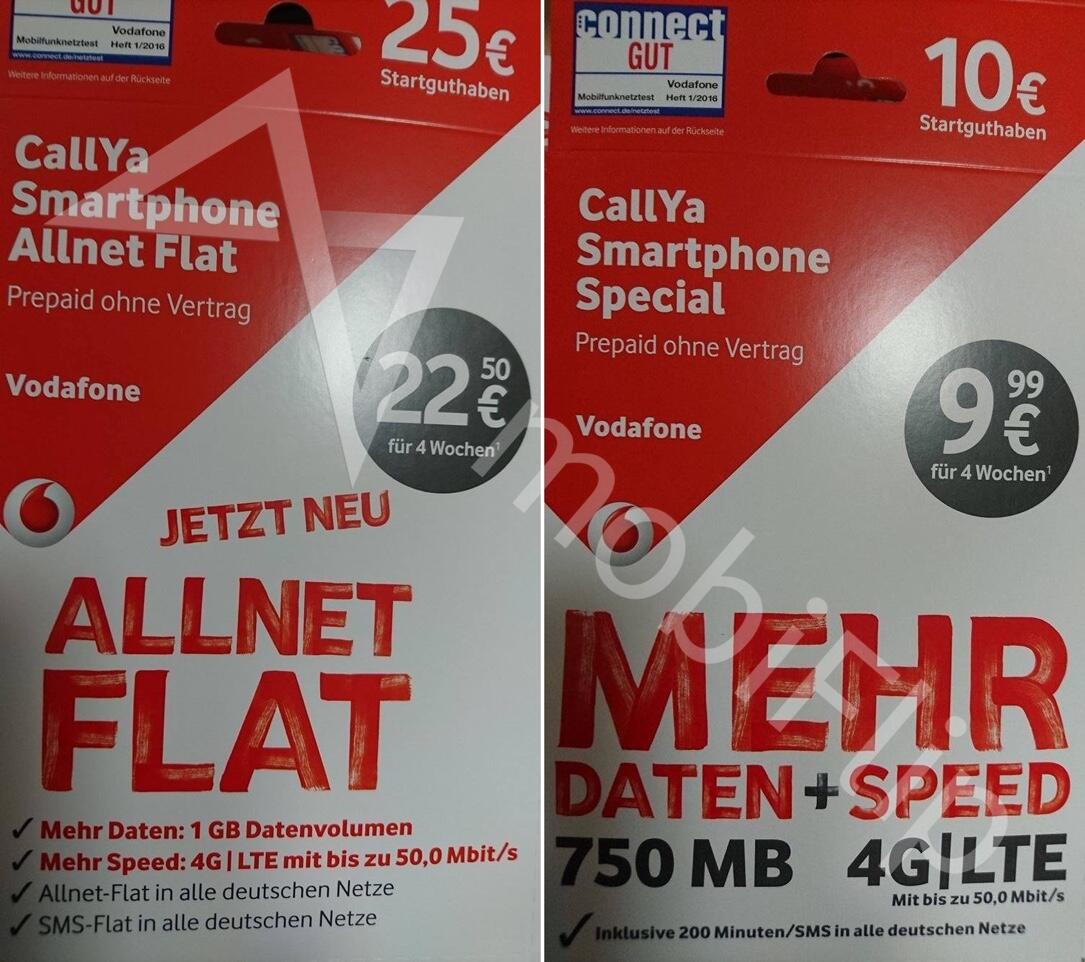 GUT
Vodafone
Mobilfunknetztest Heft 1/2016
www.connect.de/netztest
Weitere Informationen auf der Rückseite
25€
Startguthaben
CallYa
Smartphone
Allnet Flat
Prepaid ohne Vertrag
Vodafone
22 50 €
für 4 Wochen¹
JETZT NEU
ALLNET
FLAT
✓ Mehr Daten: 1 GB Datenvolumen
✓ Mehr Speed: 4G|LTE mit bis zu 50,0 Mbit/s
✓ Allnet-Flat in alle deutschen Netze
✓ SMS-Flat in alle deutschen Netze
connect
GUT
Vodafone
Mobilfunknetztest Heft 1/2016
www.connect.de/netztest
Weitere Informationen auf der Rückseite
10€
Startguthaben
CallYa
Smartphone
Special
Prepaid ohne Vertrag
Vodafone
9 99 €
für 4 Wochen¹
MEHR
DATEN + SPEED
750 MB 4G|LTE
Mit bis zu 50,0 Mbit/s
✓ Inklusive 200 Minuten/SMS in alle deutschen Netze
mobiFlip